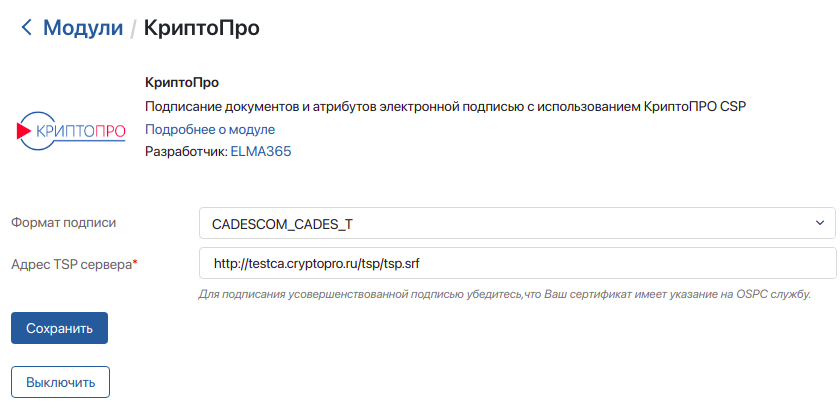 Модули / КриптоПро
КриптоПро
Подписание документов и атрибутов электронной подписью с использованием КриптоПРО CSP
КРИПТОПРО
Подробнее о модуле
Разработчик: ELMA365
Формат подписи
CADESCOM_CADES_T
Адрес TSP сервера*
http://testca.cryptopro.ru/tsp/tsp.srf
Для подписания усовершенствованной подписью убедитесь,что Ваш сертификат имеет указание на OSPC службу.
Сохранить
Выключить